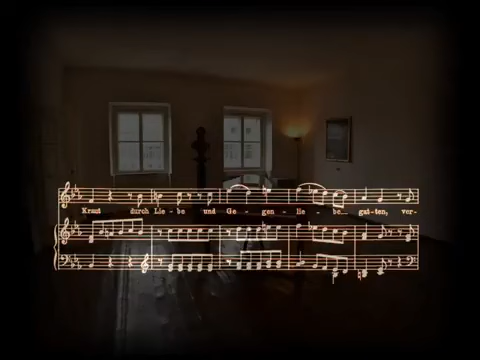 Kraut durch Lie - be und Ge - gen - lie - be gat-ten, ver-